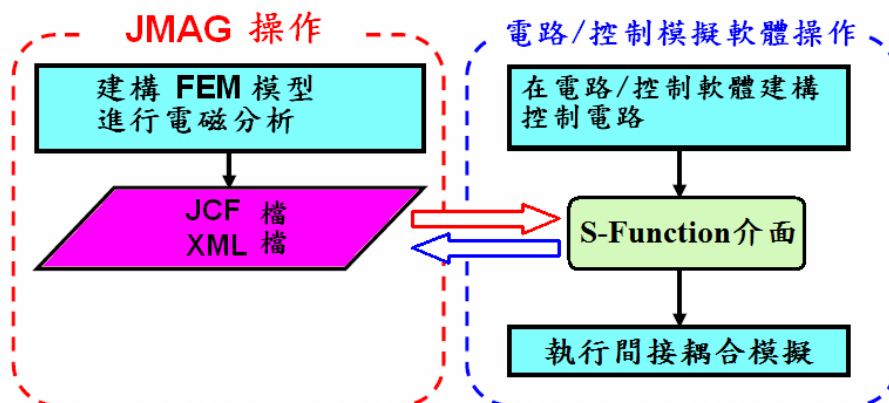 JMAG 操作
建構 FEM 模型
進行電磁分析
JCF 檔
XML 檔
電路/控制模擬軟體操作
在電路/控制軟體建構
控制電路
S-Function介面
執行間接耦合模擬